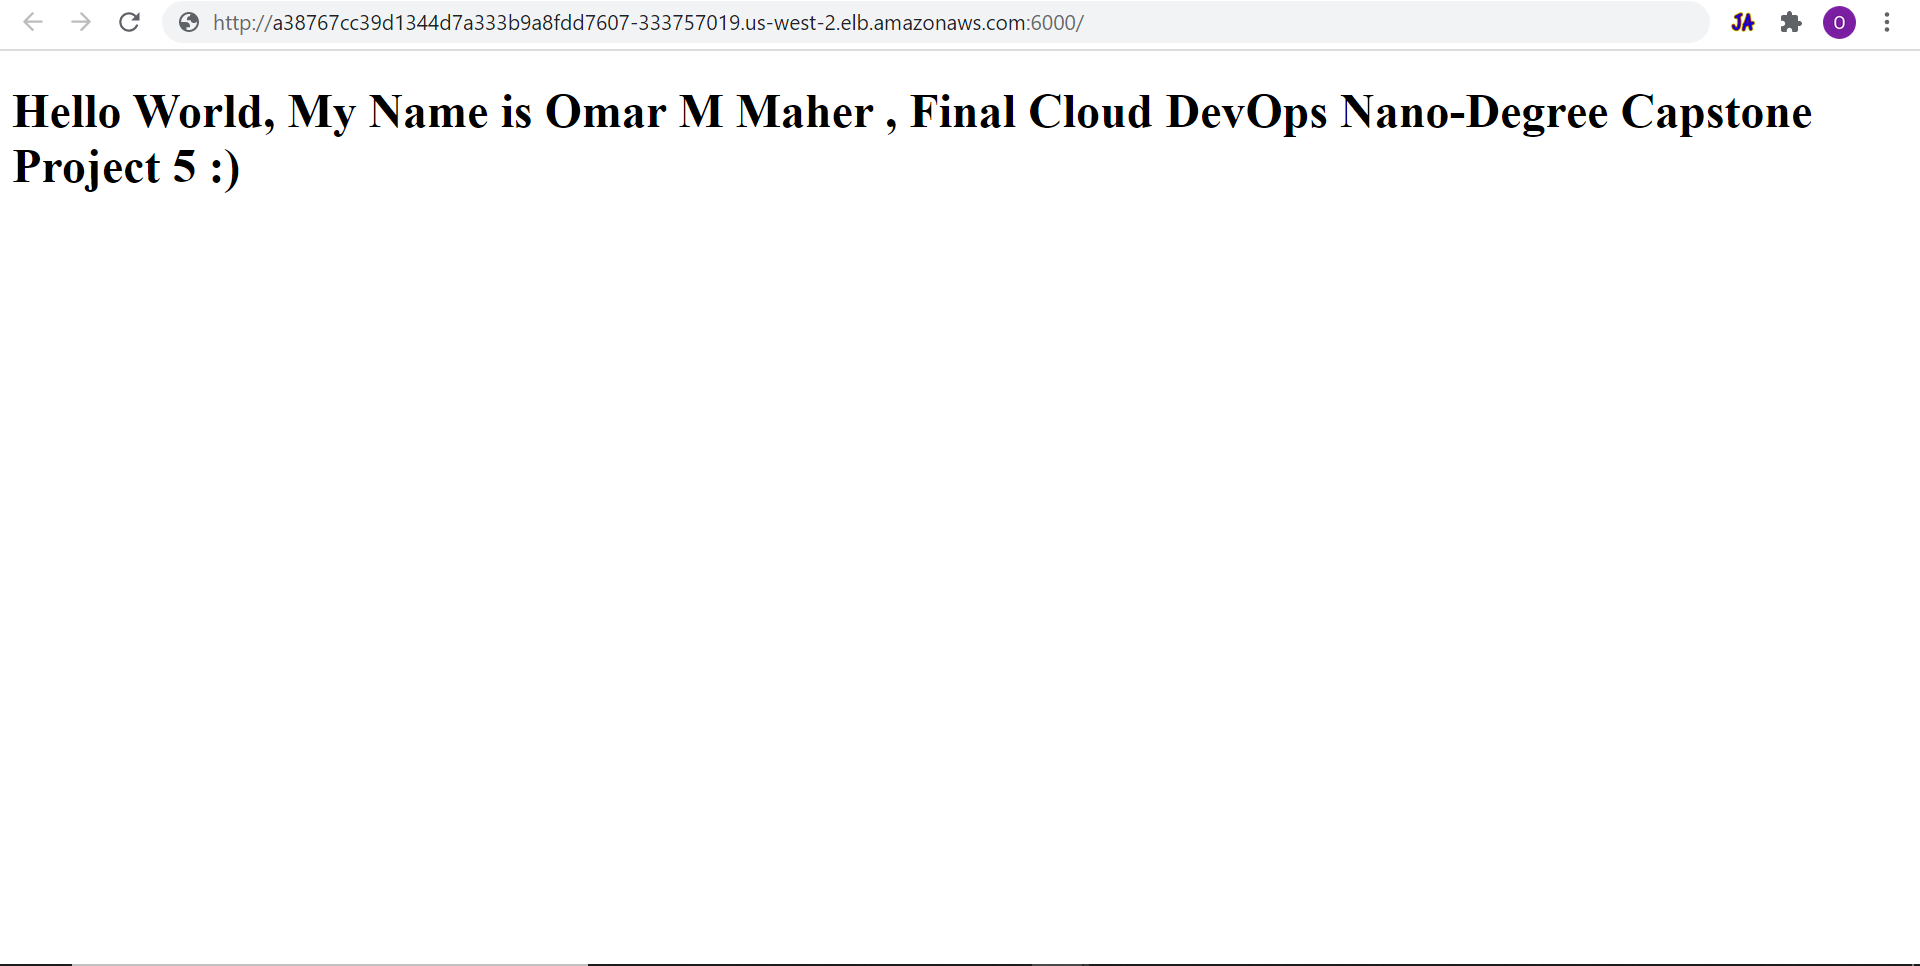 http://a38767cc39d1344d7a333b9a8fdd7607-333757019.us-west-2.elb.amazonaws.com:6000/
JA
O
Hello World, My Name is Omar M Maher , Final Cloud DevOps Nano-Degree Capstone
Project 5 :)